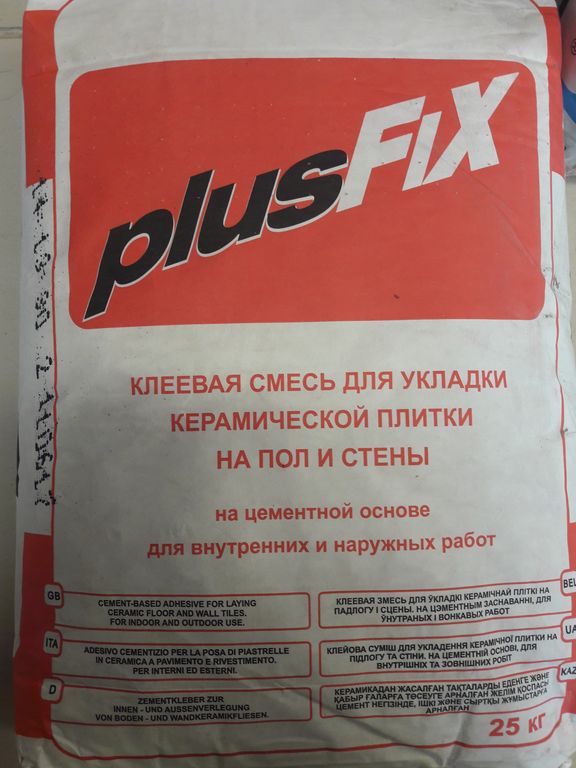 plusFIX
КЛЕЕВАЯ СМЕСЬ ДЛЯ УКЛАДКИ
КЕРАМИЧЕСКОЙ ПЛИТКИ
НА ПОЛ И СТЕНЫ
на цементной основе
для внутренних и наружных работ
GB
CEMENT-BASED ADHESIVE FOR LAYING
CERAMIC FLOOR AND WALL TILES.
FOR INDOOR AND OUTDOOR USE.
BEL
КЛЕЕВАЯ ЗМЕСЬ ДЛЯ ЎКЛАДКІ КЕРАМІЧНАЙ ПЛІТКІ НА
ПАДЛОГУ І СЦЕНЫ. НА ЦЭМЕНТНЫМ ЗАСНАВАННІ, ДЛЯ
ЎНУТРАНЫХ І ВОНКАВЫХ РАБОТ
ITA
ADESIVO CEMENTIZIO PER LA POSA DI PIASTRELLE
IN CERAMICA A PAVIMENTO E RIVESTIMENTO.
PER INTERNI ED ESTERNI.
UA
КЛЕЙОВА СУМІШ ДЛЯ УКЛАДЕННЯ КЕРАМІЧНОЇ ПЛИТКИ НА
ПІДЛОГУ ТА СТІНИ. НА ЦЕМЕНТНІЙ ОСНОВІ, ДЛЯ
ВНУТРІШНІХ ТА ЗОВНІШНІХ РОБІТ
D
ZEMENTKLEBER ZUR
INNEN - UND AUSSENVERLEGUNG
VON BODEN - UND WANDKERAMIKFLIESEN.
KAZ
КЕРАМИКАДАН ЖАСАЛҒАН ТАҚТАЛАРДЫ ЕДЕНГЕ ЖӘНЕ
ҚАБЫРҒАЛАРҒА ТӨСЕУГЕ АРНАЛҒАН ЖЕЛІМ ҚОСПАСЫ
ЦЕМЕНТ НЕГІЗІНДЕ, ІШКІ ЖӘНЕ СЫРТҚЫ ЖҰМЫСТАРҒА
АРНАЛҒАН
25 КГ